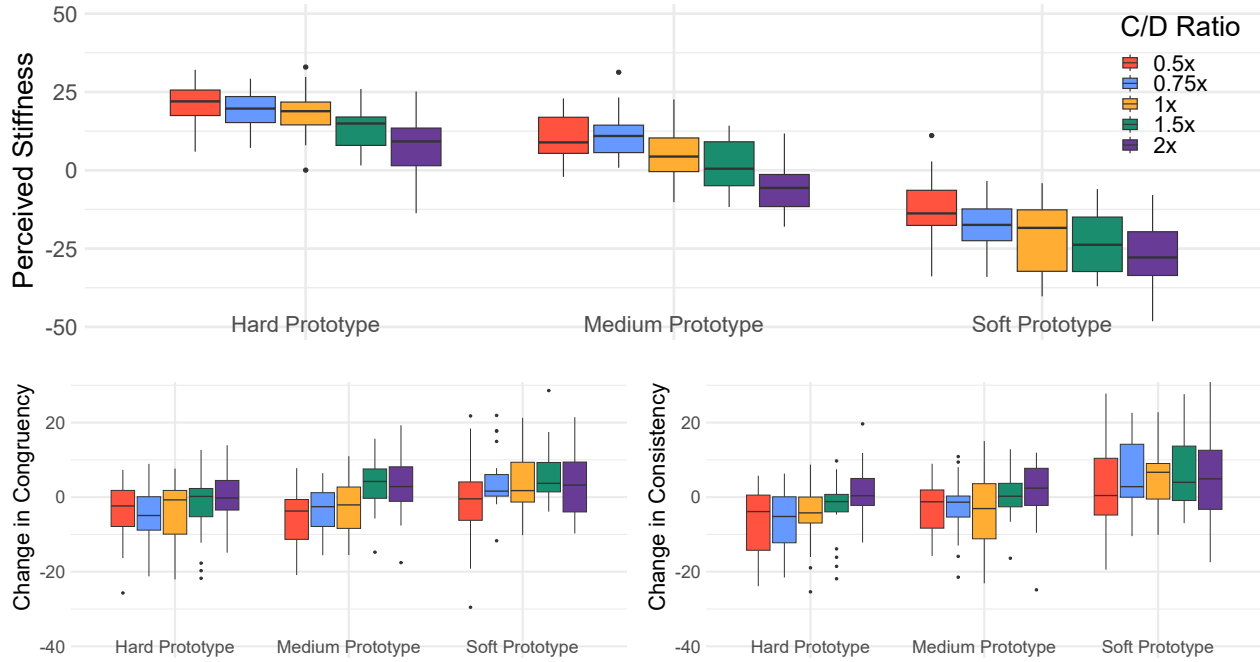 Perceived Stiffness
50
25
0
-25
-50
Hard Prototype
Medium Prototype
Soft Prototype
C/D Ratio
0.5x
0.75x
1x
1.5x
2x
Change in Congruency
20
0
-20
-40
Hard Prototype
Medium Prototype
Soft Prototype
Change in Consistency
20
0
-20
-40
Hard Prototype
Medium Prototype
Soft Prototype